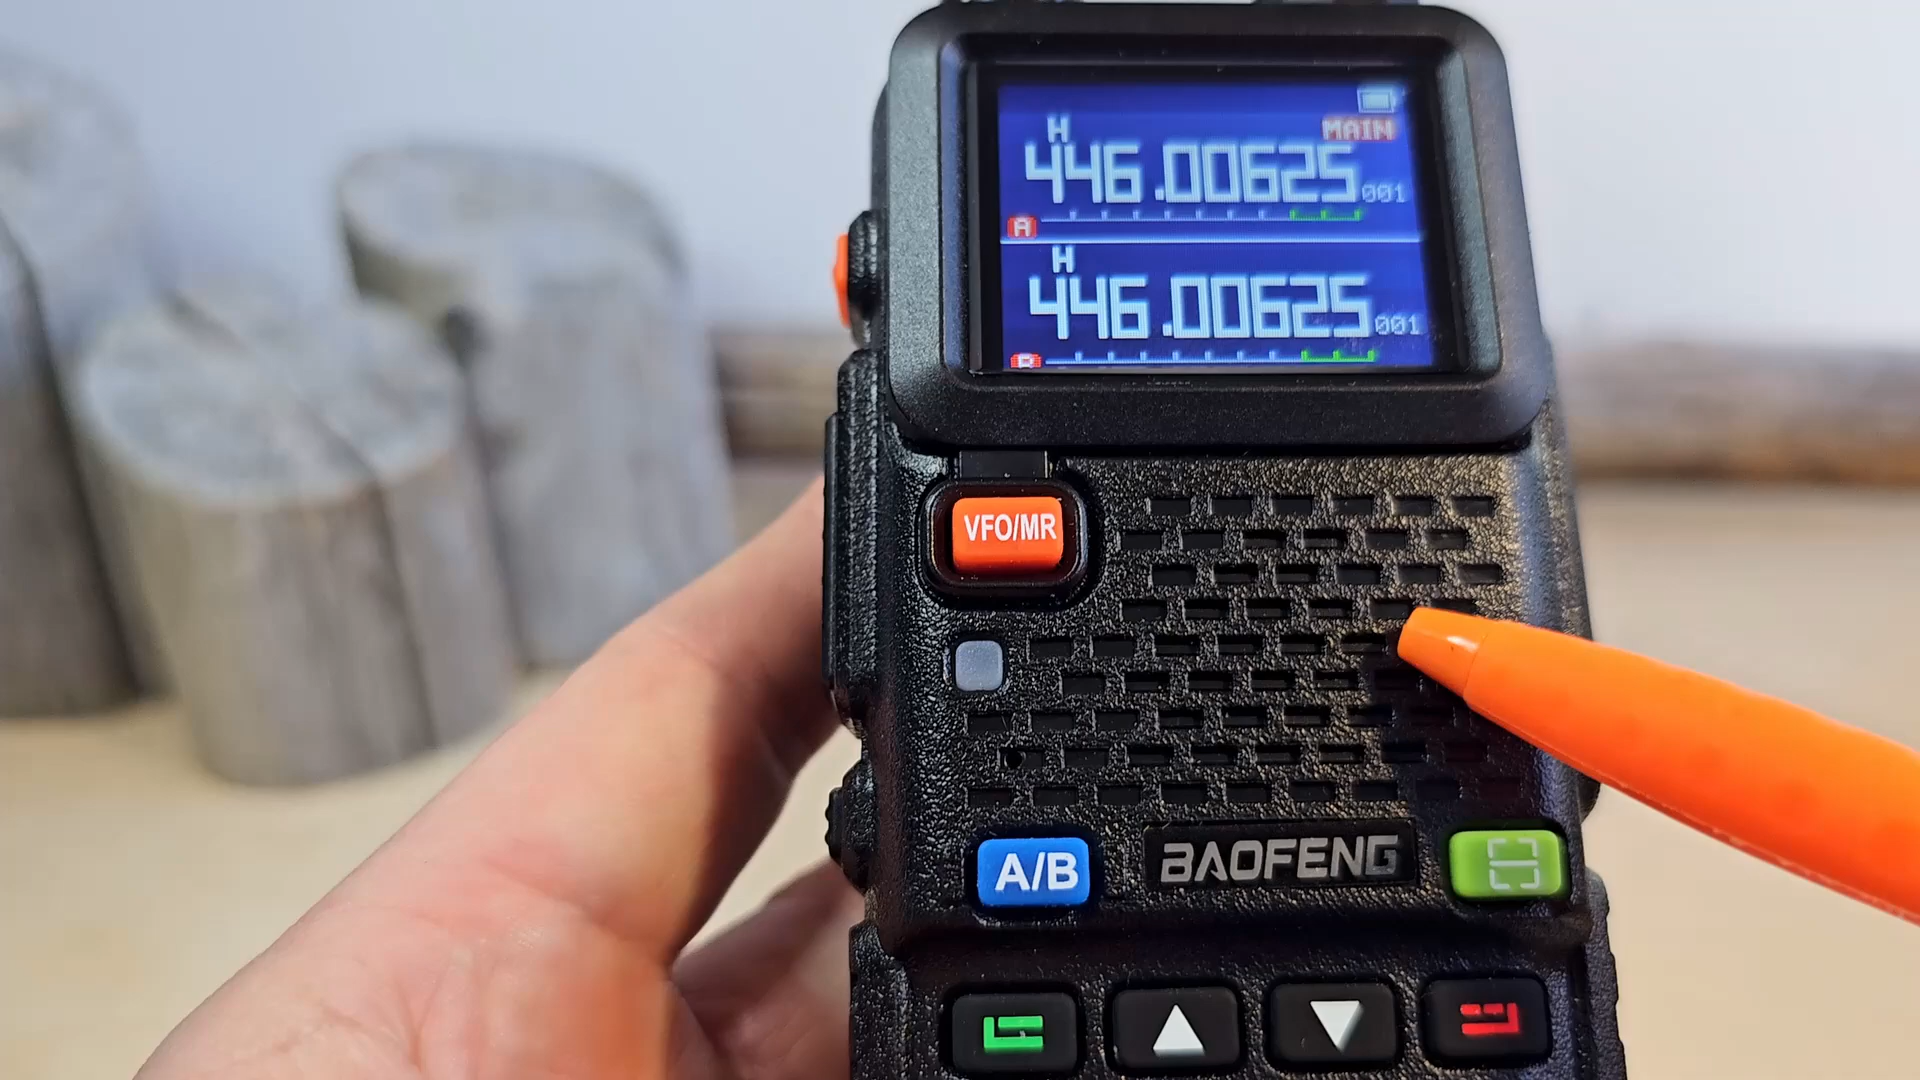 MAIN
H
446.00625 001
A
H
446.00625 001
VFO/MR
A/B
BAOFENG